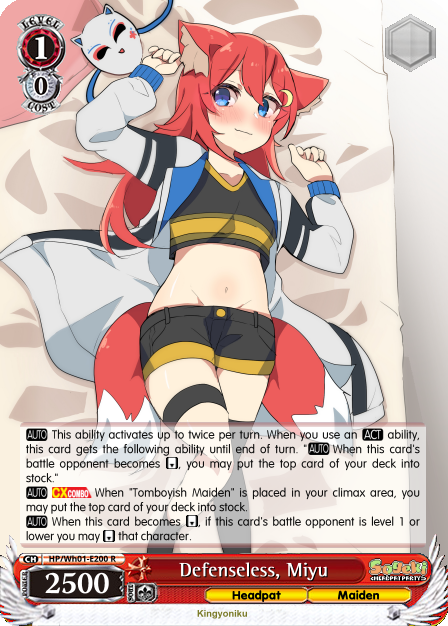 LEVEL
1
0
COST
AUTO This ability activates up to twice per turn. When you use an ACT ability,
this card gets the following ability until end of turn. "AUTO When this card's
battle opponent becomes [ ], you may put the top card of your deck into
stock."
AUTO CXCOMBO When "Tomboyish Maiden" is placed in your climax area, you
may put the top card of your deck into stock.
AUTO When this card becomes [ ], if this card's battle opponent is level 1 or
lower you may [ ] that character.
CH HP/Wh01-E200 R
POWER 2500 SOUL Defenseless, Miyu
Sayori
HEADPATPARTY
Headpat Maiden
Kingyoniku